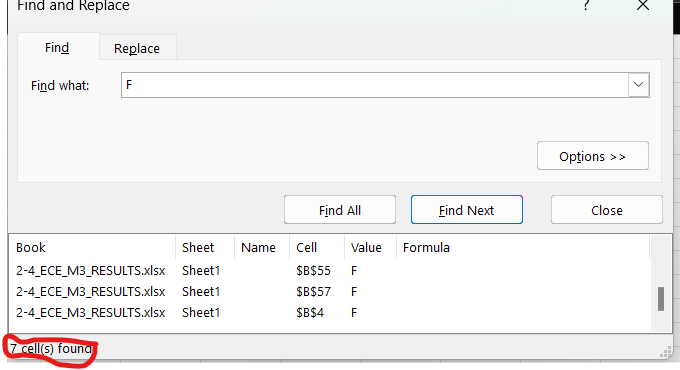 Find and Replace ? ×
Find Replace
Find what: F
Options >>
Find All Find Next Close
Book Sheet Name Cell Value Formula
2-4_ECE_M3_RESULTS.xlsx Sheet1 $B$55 F
2-4_ECE_M3_RESULTS.xlsx Sheet1 $B$57 F
2-4_ECE_M3_RESULTS.xlsx Sheet1 $B$4 F
7 cell(s) found